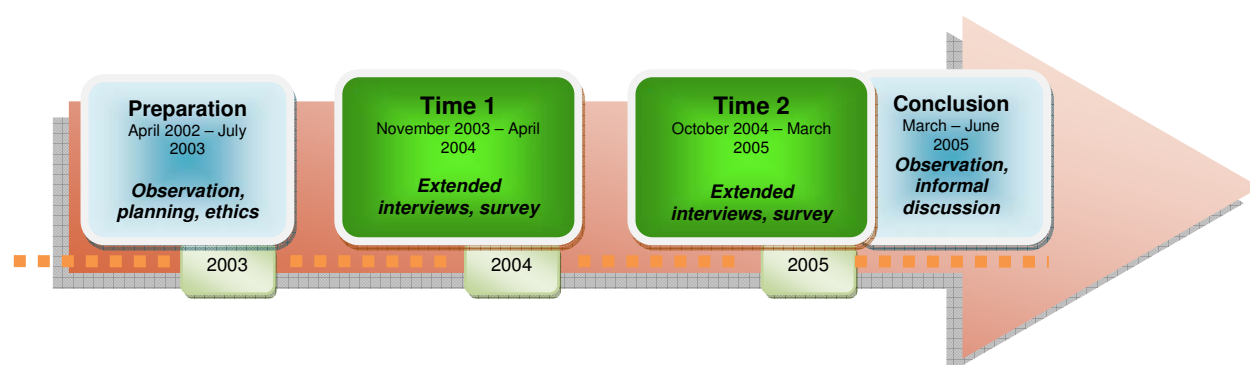 Preparation
April 2002 – July
2003
Observation,
planning, ethics
Time 1
November 2003 – April
2004
Extended
interviews, survey
Time 2
October 2004 – March
2005
Extended
interviews, survey
Conclusion
March – June
2005
Observation,
informal
discussion
2003
2004
2005